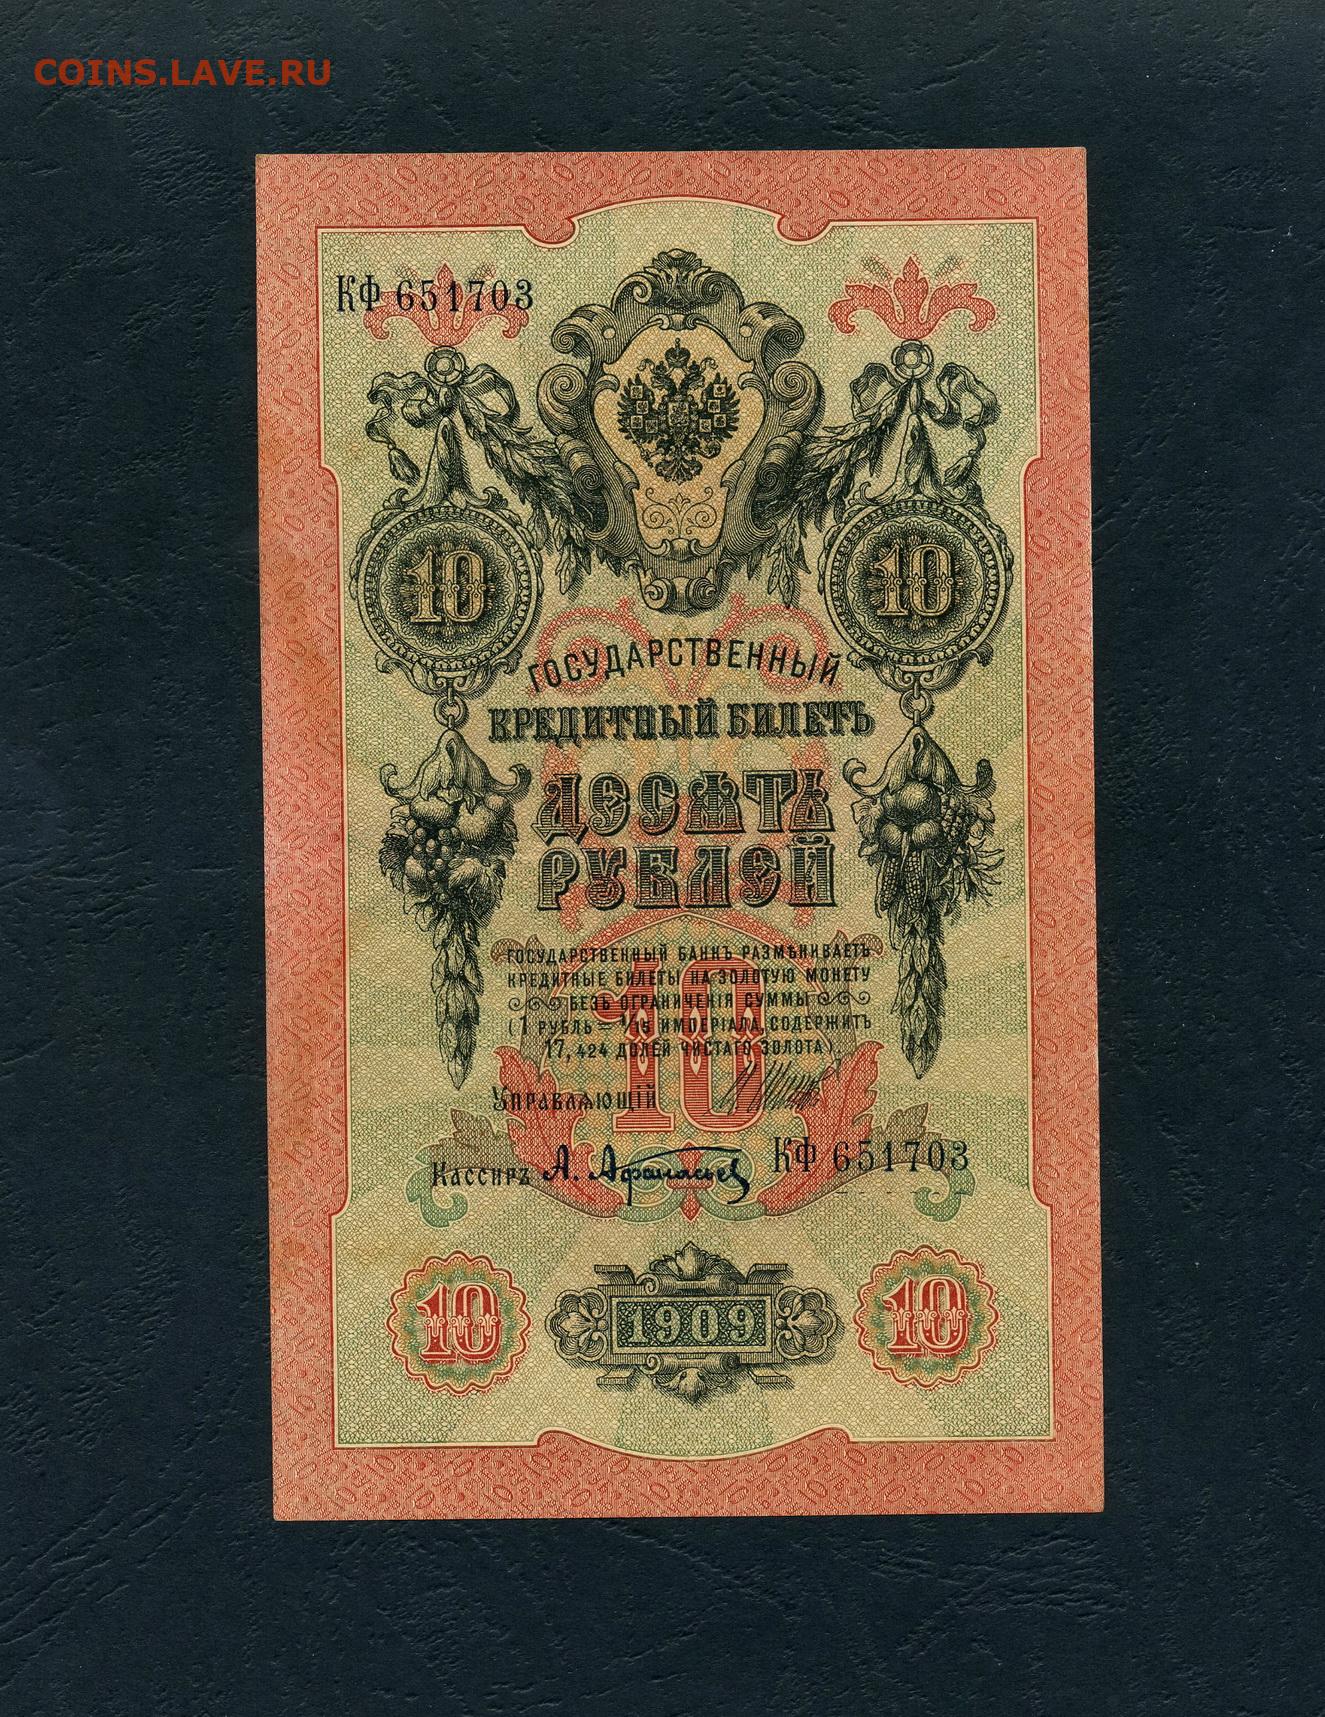 COINS.LAVE.RU
КФ 651703
10 10
ГОСУДАРСТВЕННЫЙ
КРЕДИТНЫЙ БИЛЕТЪ
ДЕСЯТЬ
РУБЛЕЙ
ГОСУДАРСТВЕННЫЙ БАНКЪ РАЗМѢНИВАЕТЪ
КРЕДИТНЫЕ БИЛЕТЫ НА ЗОЛОТУЮ МОНЕТУ
БЕЗЪ ОГРАНИЧЕНІЯ СУММЫ
(1 РУБЛЬ = 1/15 ИМПЕРІАЛА, СОДЕРЖИТЪ
17,424 ДОЛЕЙ ЧИСТАГО ЗОЛОТА).
10
Управляющій
КФ 651703
Кассиръ А. Афанасьев
10 1909 10